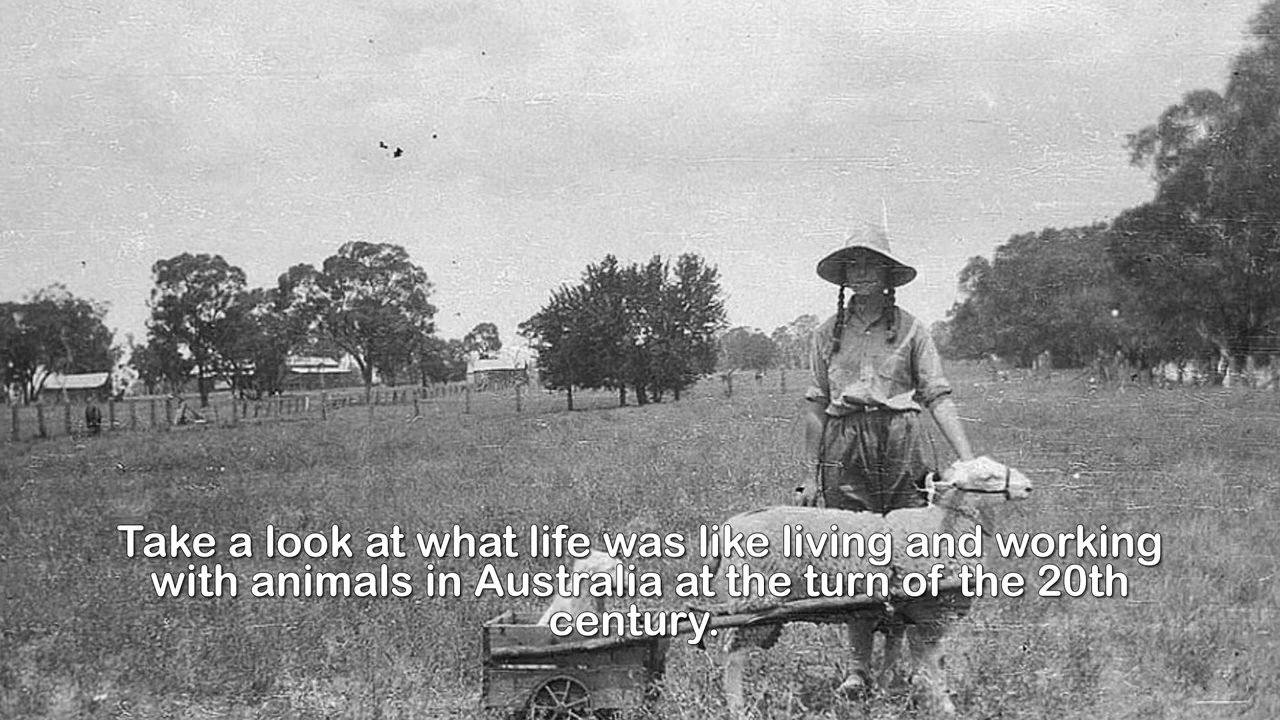 Take a look at what life was like living and working
with animals in Australia at the turn of the 20th
century.